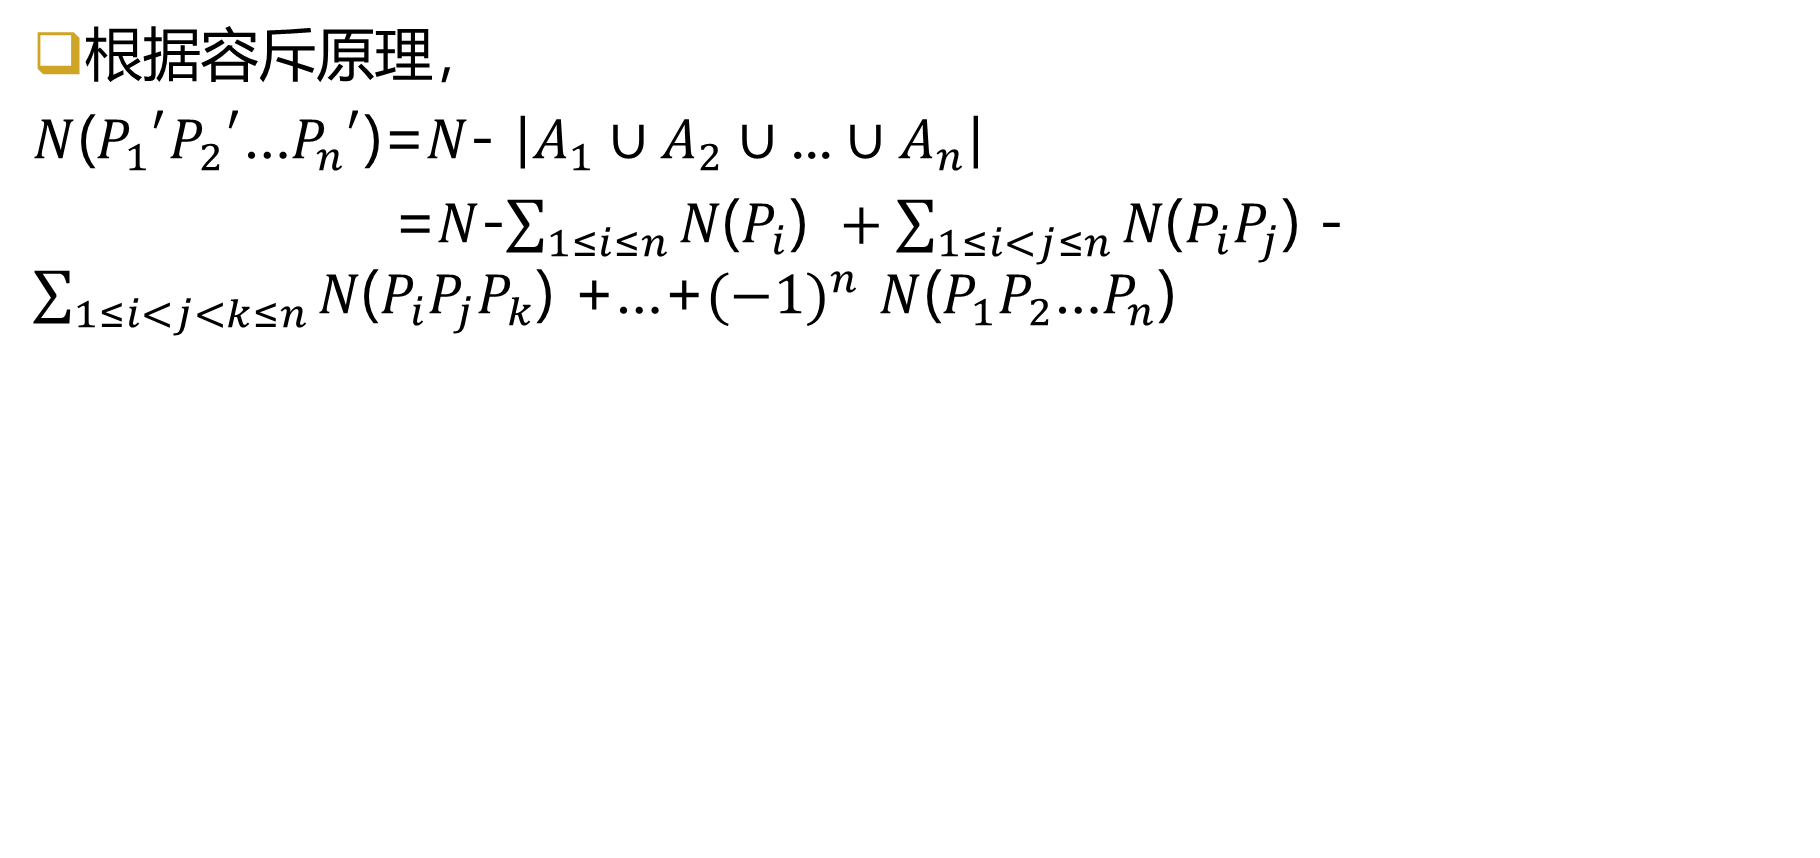 ❑根据容斥原理，
N(P₁′P₂′…Pₙ′)=N- |A₁ ∪ A₂ ∪ … ∪ Aₙ|
=N-∑₁≤i≤n N(Pᵢ) +∑₁≤i<j≤n N(PᵢPⱼ) -
∑₁≤i<j<k≤n N(PᵢPⱼPₖ) +…+(−1)ⁿ N(P₁P₂…Pₙ)